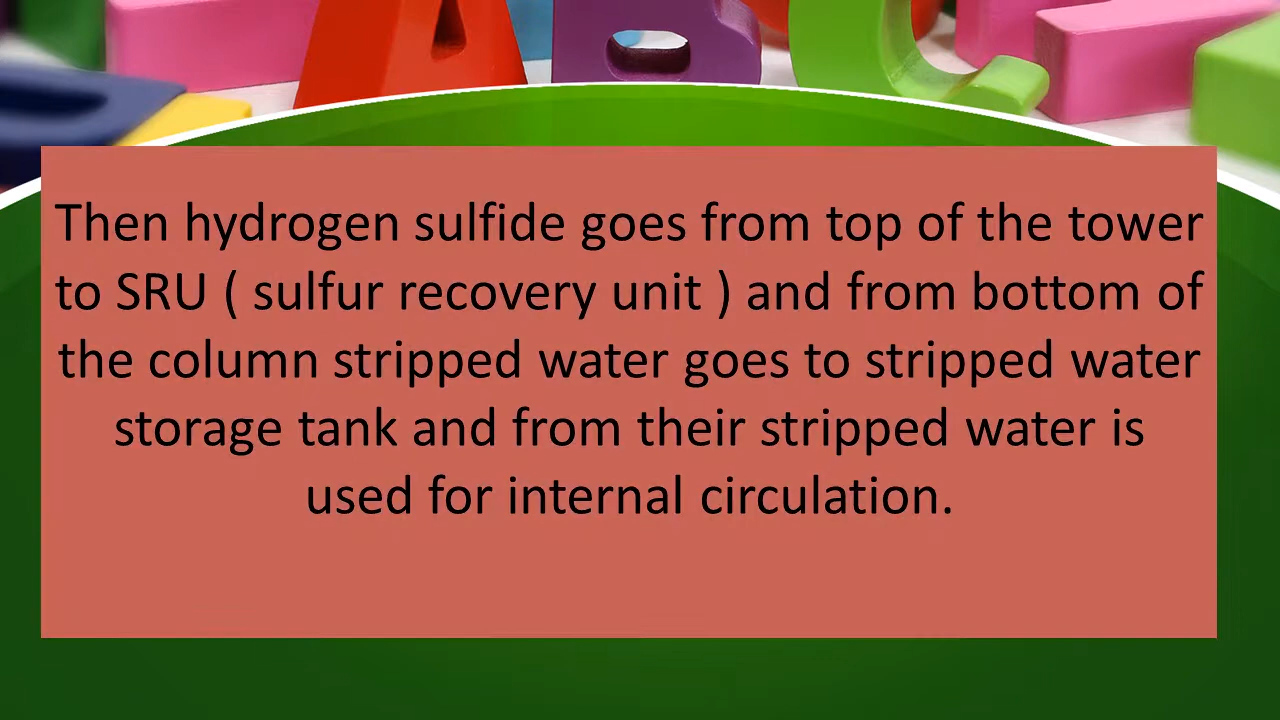 Then hydrogen sulfide goes from top of the tower
to SRU ( sulfur recovery unit ) and from bottom of
the column stripped water goes to stripped water
storage tank and from their stripped water is
used for internal circulation.